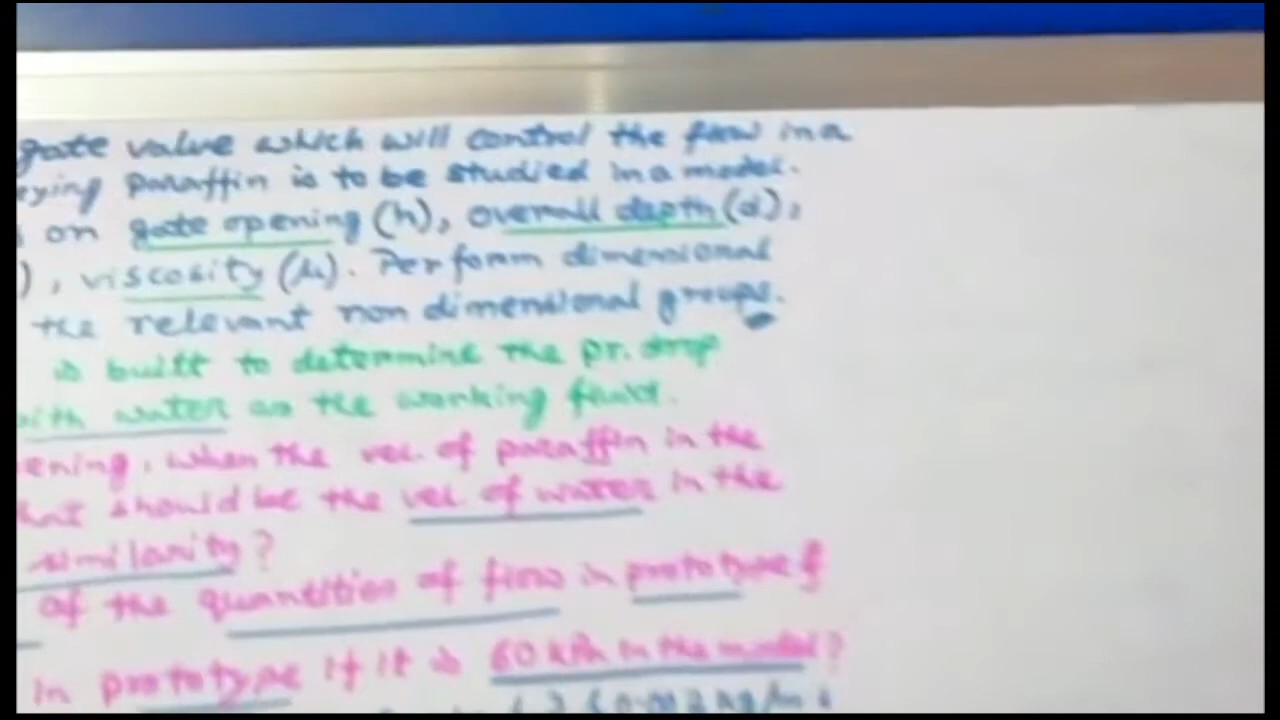 gate valve which will control the flow in a
eying paraffin is to be studied in a model.
on gate opening (h), overall depth (d),
), viscosity (μ). Perform dimensional
the relevant non dimensional groups.
is built to determine the pr. drop
ith water as the working fluid.
ening, when the vel. of paraffin in the
hat should be the vel. of water in the
similarity?
of the quantities of flow in prototype &
in prototype if it is 60 kPa in the model?